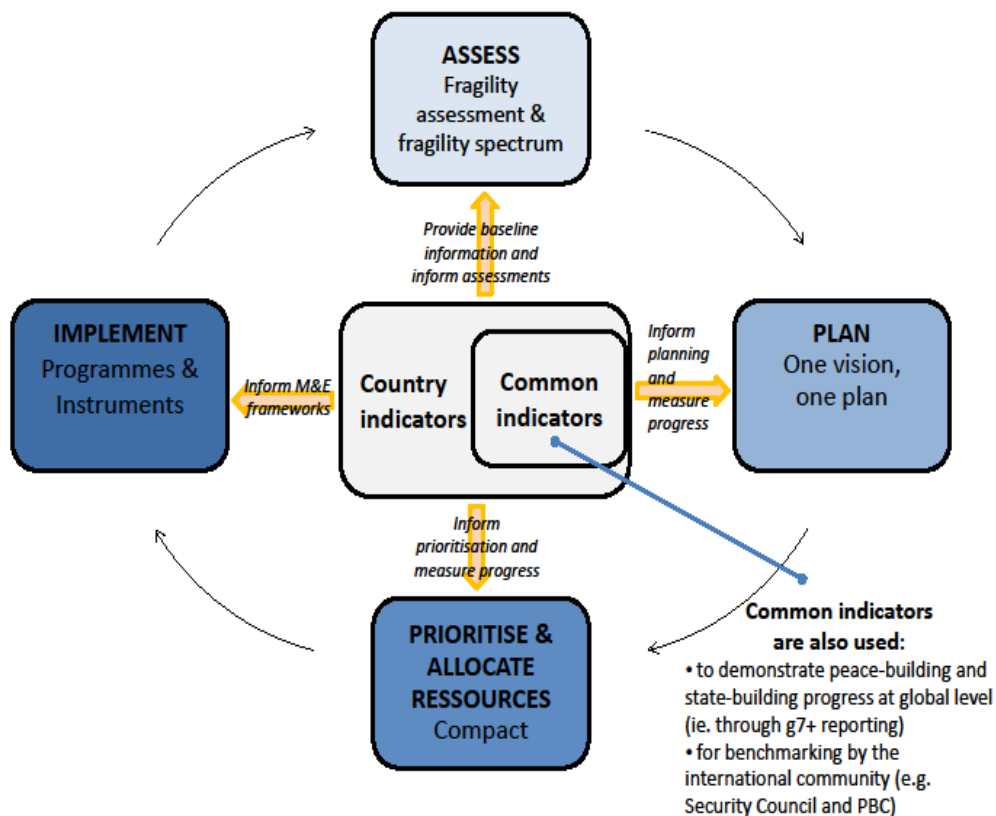 ASSESS
Fragility
assessment &
fragility spectrum
Provide baseline
information and
inform assessments
IMPLEMENT
Programmes &
Instruments
Inform M&E
frameworks
Country
indicators
Common
indicators
Inform
planning
and
measure
progress
PLAN
One vision,
one plan
Inform
prioritisation and
measure progress
PRIORITISE &
ALLOCATE
RESSOURCES
Compact
Common indicators
are also used:
• to demonstrate peace-building and
state-building progress at global level
(ie. through g7+ reporting)
• for benchmarking by the
international community (e.g.
Security Council and PBC)